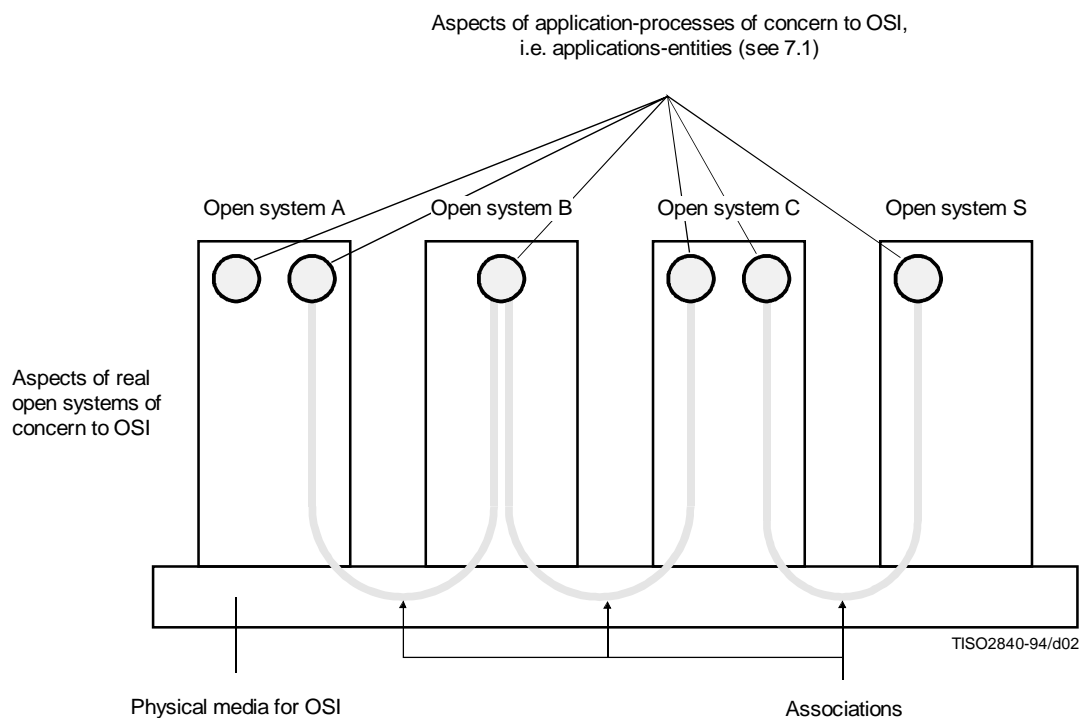 Aspects of application-processes of concern to OSI,
i.e. applications-entities (see 7.1)
Open system A
Open system B
Open system C
Open system S
Aspects of real
open systems of
concern to OSI
TISO2840-94/d02
Physical media for OSI
Associations